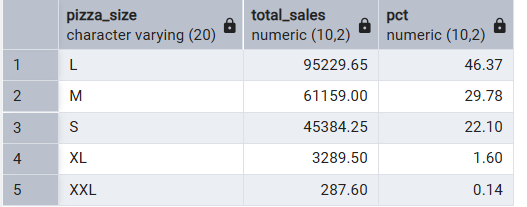 pizza_size total_sales pct
character varying (20) numeric (10,2) numeric (10,2)
1 L 95229.65 46.37
2 M 61159.00 29.78
3 S 45384.25 22.10
4 XL 3289.50 1.60
5 XXL 287.60 0.14